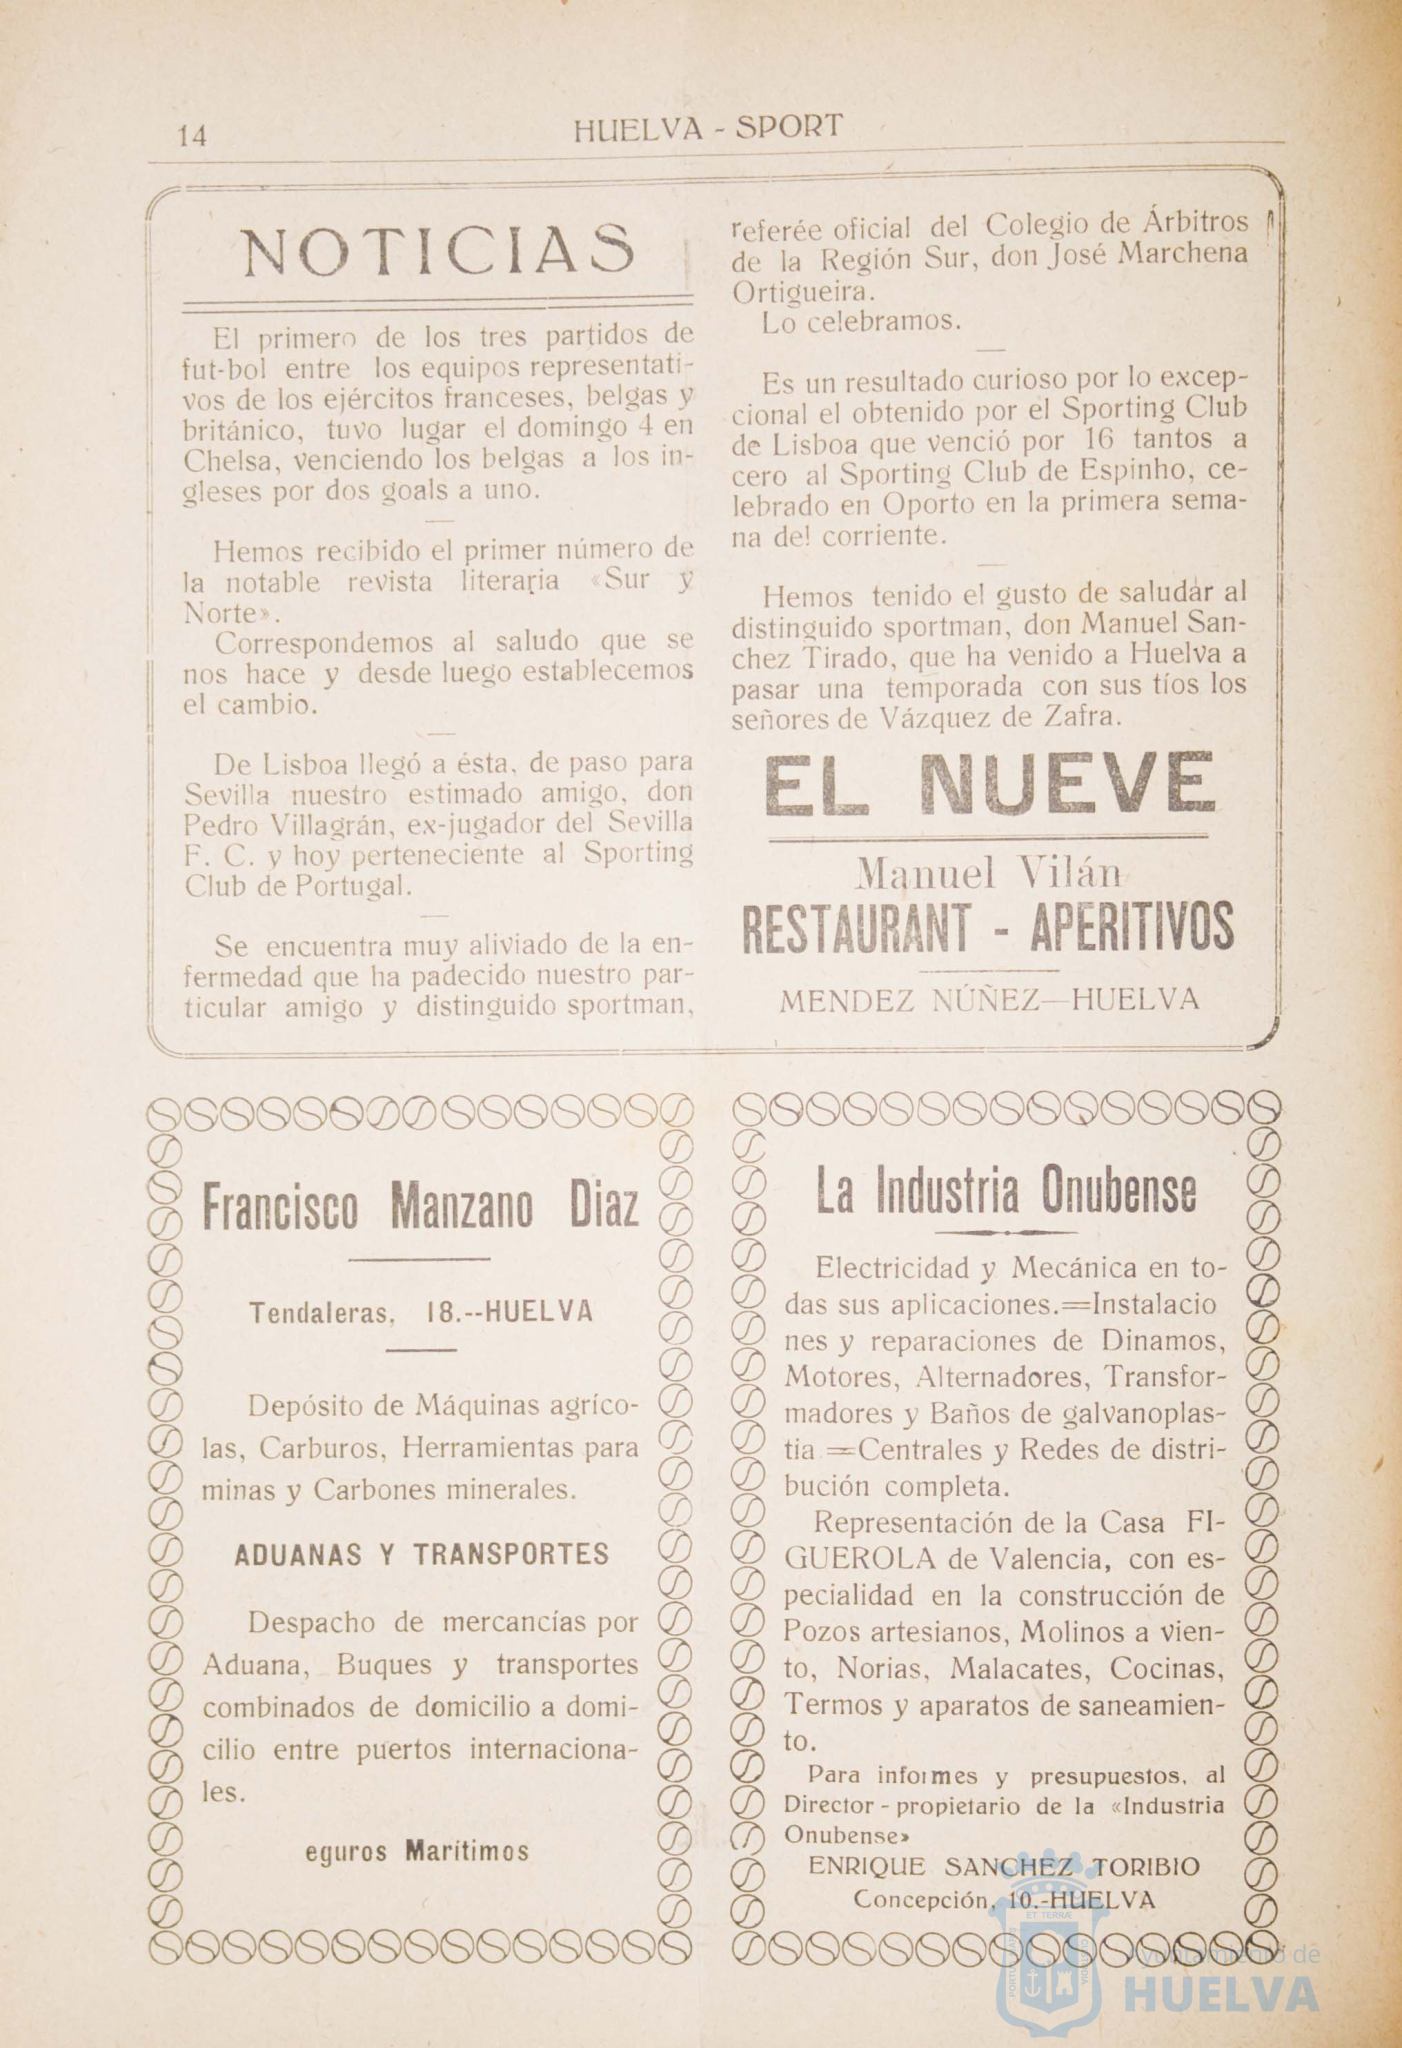 14
HUELVA - SPORT
NOTICIAS
El primero de los tres partidos de
fut-bol entre los equipos representati-
vos de los ejércitos franceses, belgas y
británico, tuvo lugar el domingo 4 en
Chelsa, venciendo los belgas a los in-
gleses por dos goals a uno.
Hemos recibido el primer número de
la notable revista literaria «Sur y
Norte».
Correspondemos al saludo que se
nos hace y desde luego establecemos
el cambio.
De Lisboa llegó a ésta, de paso para
Sevilla nuestro estimado amigo, don
Pedro Villagrán, ex-jugador del Sevilla
F. C. y hoy perteneciente al Sporting
Club de Portugal.
Se encuentra muy aliviado de la en-
fermedad que ha padecido nuestro par-
ticular amigo y distinguido sportman,
referée oficial del Colegio de Árbitros
de la Región Sur, don José Marchena
Ortigueira.
Lo celebramos.
Es un resultado curioso por lo excep-
cional el obtenido por el Sporting Club
de Lisboa que venció por 16 tantos a
cero al Sporting Club de Espinho, ce-
lebrado en Oporto en la primera sema-
na del corriente.
Hemos tenido el gusto de saludar al
distinguido sportman, don Manuel San-
chez Tirado, que ha venido a Huelva a
pasar una temporada con sus tíos los
señores de Vázquez de Zafra.
EL NUEVE
Manuel Vilán
RESTAURANT - APERITIVOS
MENDEZ NÚÑEZ—HUELVA
Francisco Manzano Diaz
Tendaleras, 18.--HUELVA
Depósito de Máquinas agríco-
las, Carburos, Herramientas para
minas y Carbones minerales.
ADUANAS Y TRANSPORTES
Despacho de mercancías por
Aduana, Buques y transportes
combinados de domicilio a domi-
cilio entre puertos internaciona-
les.
eguros Marítimos
La Industria Onubense
Electricidad y Mecánica en to-
das sus aplicaciones.=Instalacio
nes y reparaciones de Dinamos,
Motores, Alternadores, Transfor-
madores y Baños de galvanoplas-
tia =Centrales y Redes de distri-
bución completa.
Representación de la Casa FI-
GUEROLA de Valencia, con es-
pecialidad en la construcción de
Pozos artesianos, Molinos a vien-
to, Norias, Malacates, Cocinas,
Termos y aparatos de saneamien-
to.
Para informes y presupuestos, al
Director - propietario de la «Industria
Onubense»
ENRIQUE SANCHEZ TORIBIO
Concepción, 10.-HUELVA
Ayuntamiento de
HUELVA